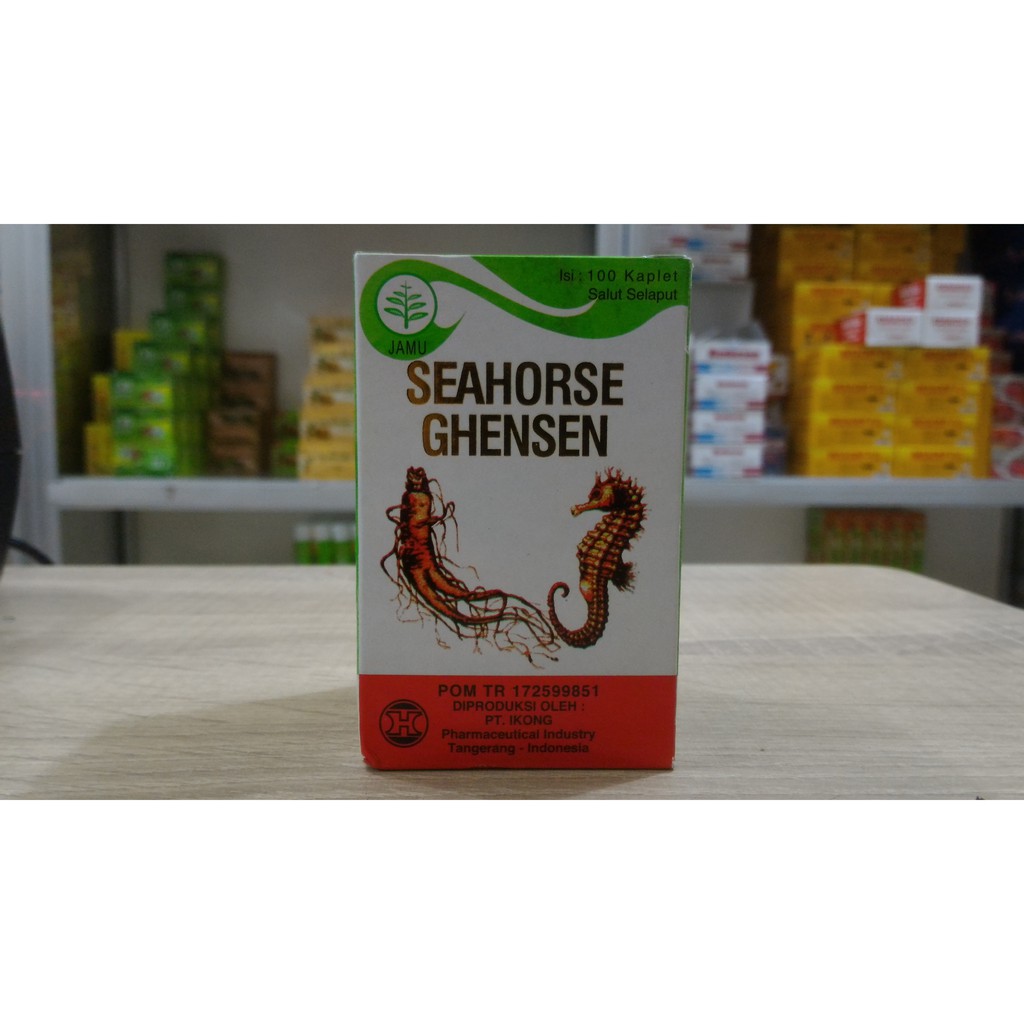 Isi : 100 Kaplet
Salut Selaput
JAMU
SEAHORSE
GHENSEN
POM TR 172599851
DIPRODUKSI OLEH :
PT. IKONG
Pharmaceutical Industry
Tangerang - Indonesia